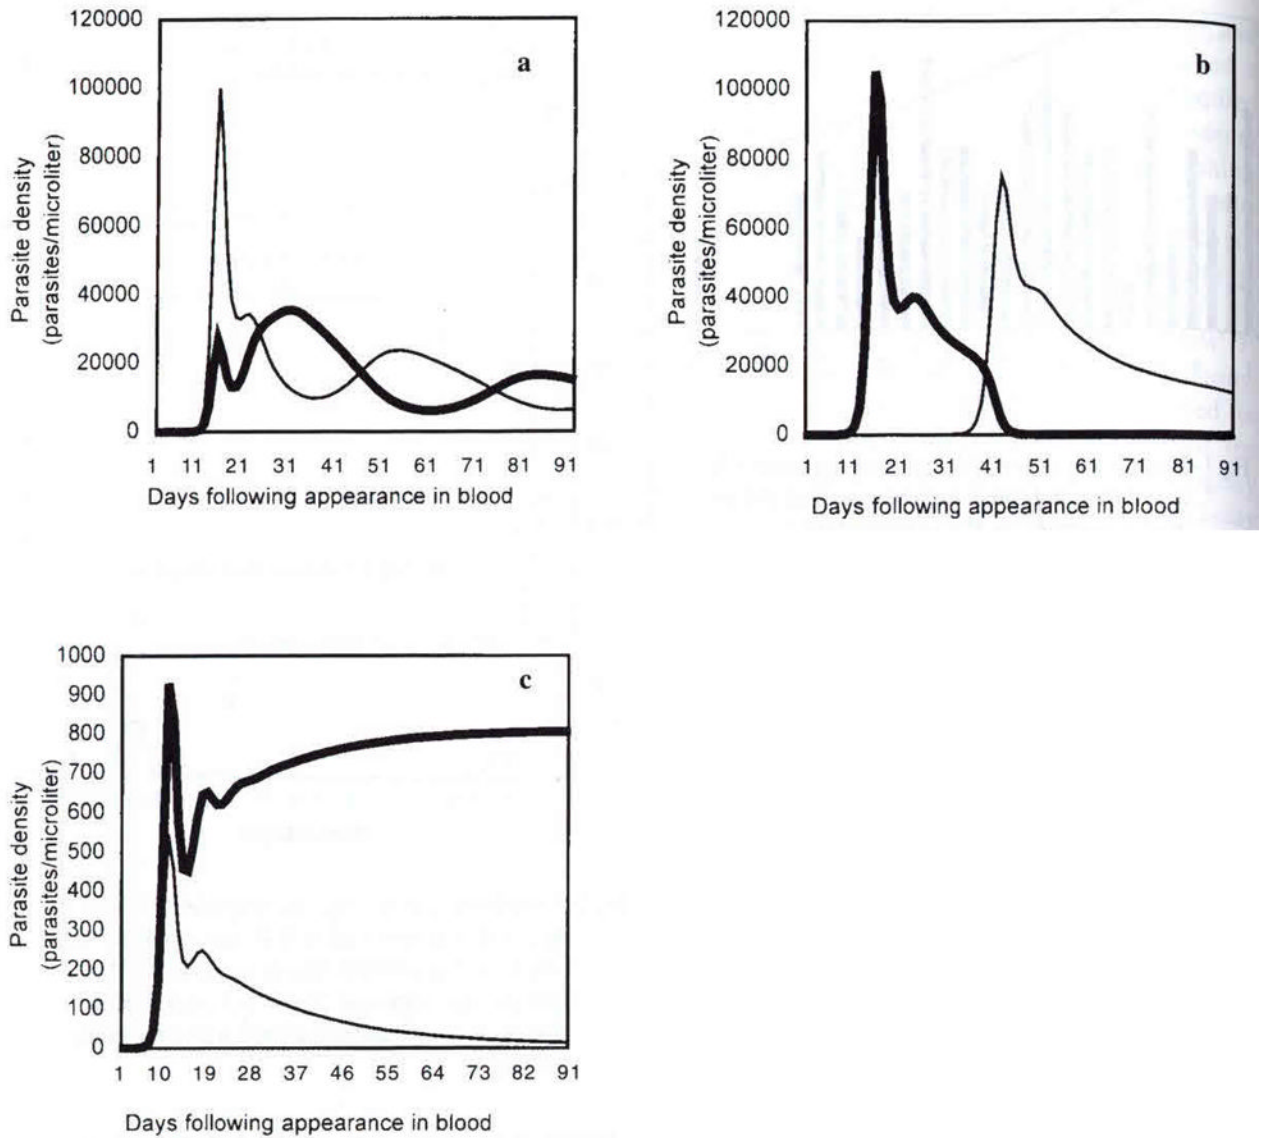 a
120000
100000
80000
60000
40000
20000
0
Parasite density
(parasites/microliter)
1 11 21 31 41 51 61 71 81 91
Days following appearance in blood
b
120000
100000
80000
60000
40000
20000
0
Parasite density
(parasites/microliter)
1 11 21 31 41 51 61 71 81 91
Days following appearance in blood
c
1000
900
800
700
600
500
400
300
200
100
0
Parasite density
(parasites/microliter)
1 10 19 28 37 46 55 64 73 82 91
Days following appearance in blood